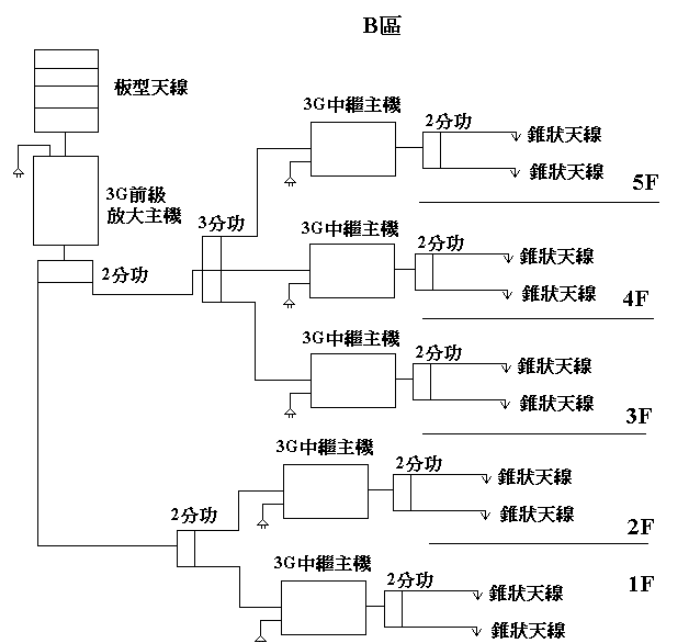 B區
板型天線
3G前級
放大主機
2分功
3分功
3G中繼主機
2分功
錐狀天線
錐狀天線
5F
3G中繼主機
2分功
錐狀天線
錐狀天線
4F
3G中繼主機
2分功
錐狀天線
錐狀天線
3F
2分功
3G中繼主機
2分功
錐狀天線
錐狀天線
2F
3G中繼主機
2分功
錐狀天線
錐狀天線
1F